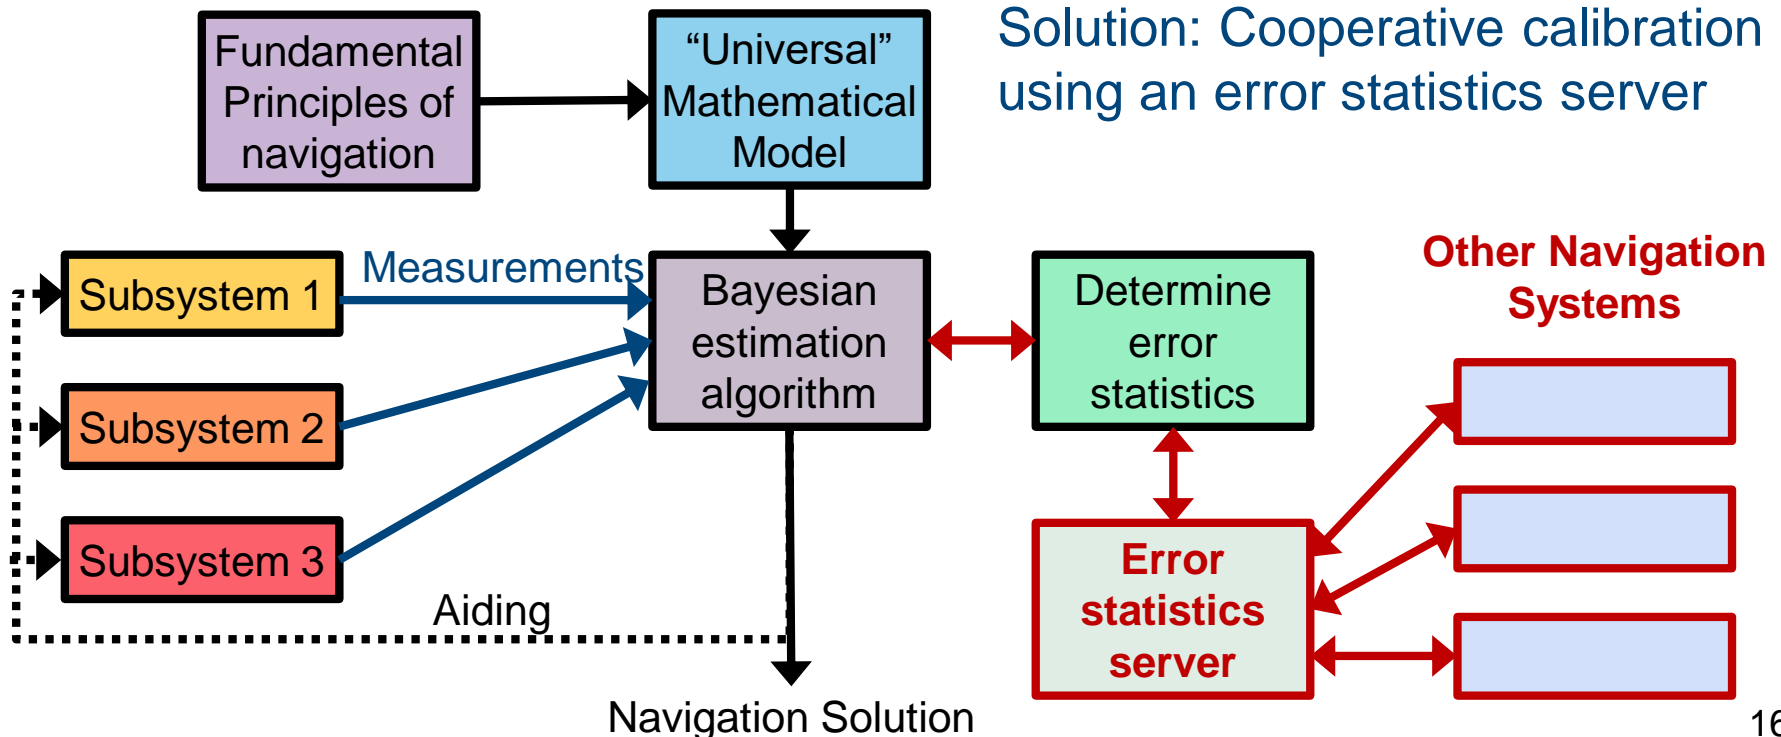 Solution: Cooperative calibration
using an error statistics server
Fundamental
Principles of
navigation
“Universal”
Mathematical
Model
Subsystem 1
Measurements
Bayesian
estimation
algorithm
Determine
error
statistics
Other Navigation
Systems
Subsystem 2
Subsystem 3
Aiding
Error
statistics
server
Navigation Solution
16